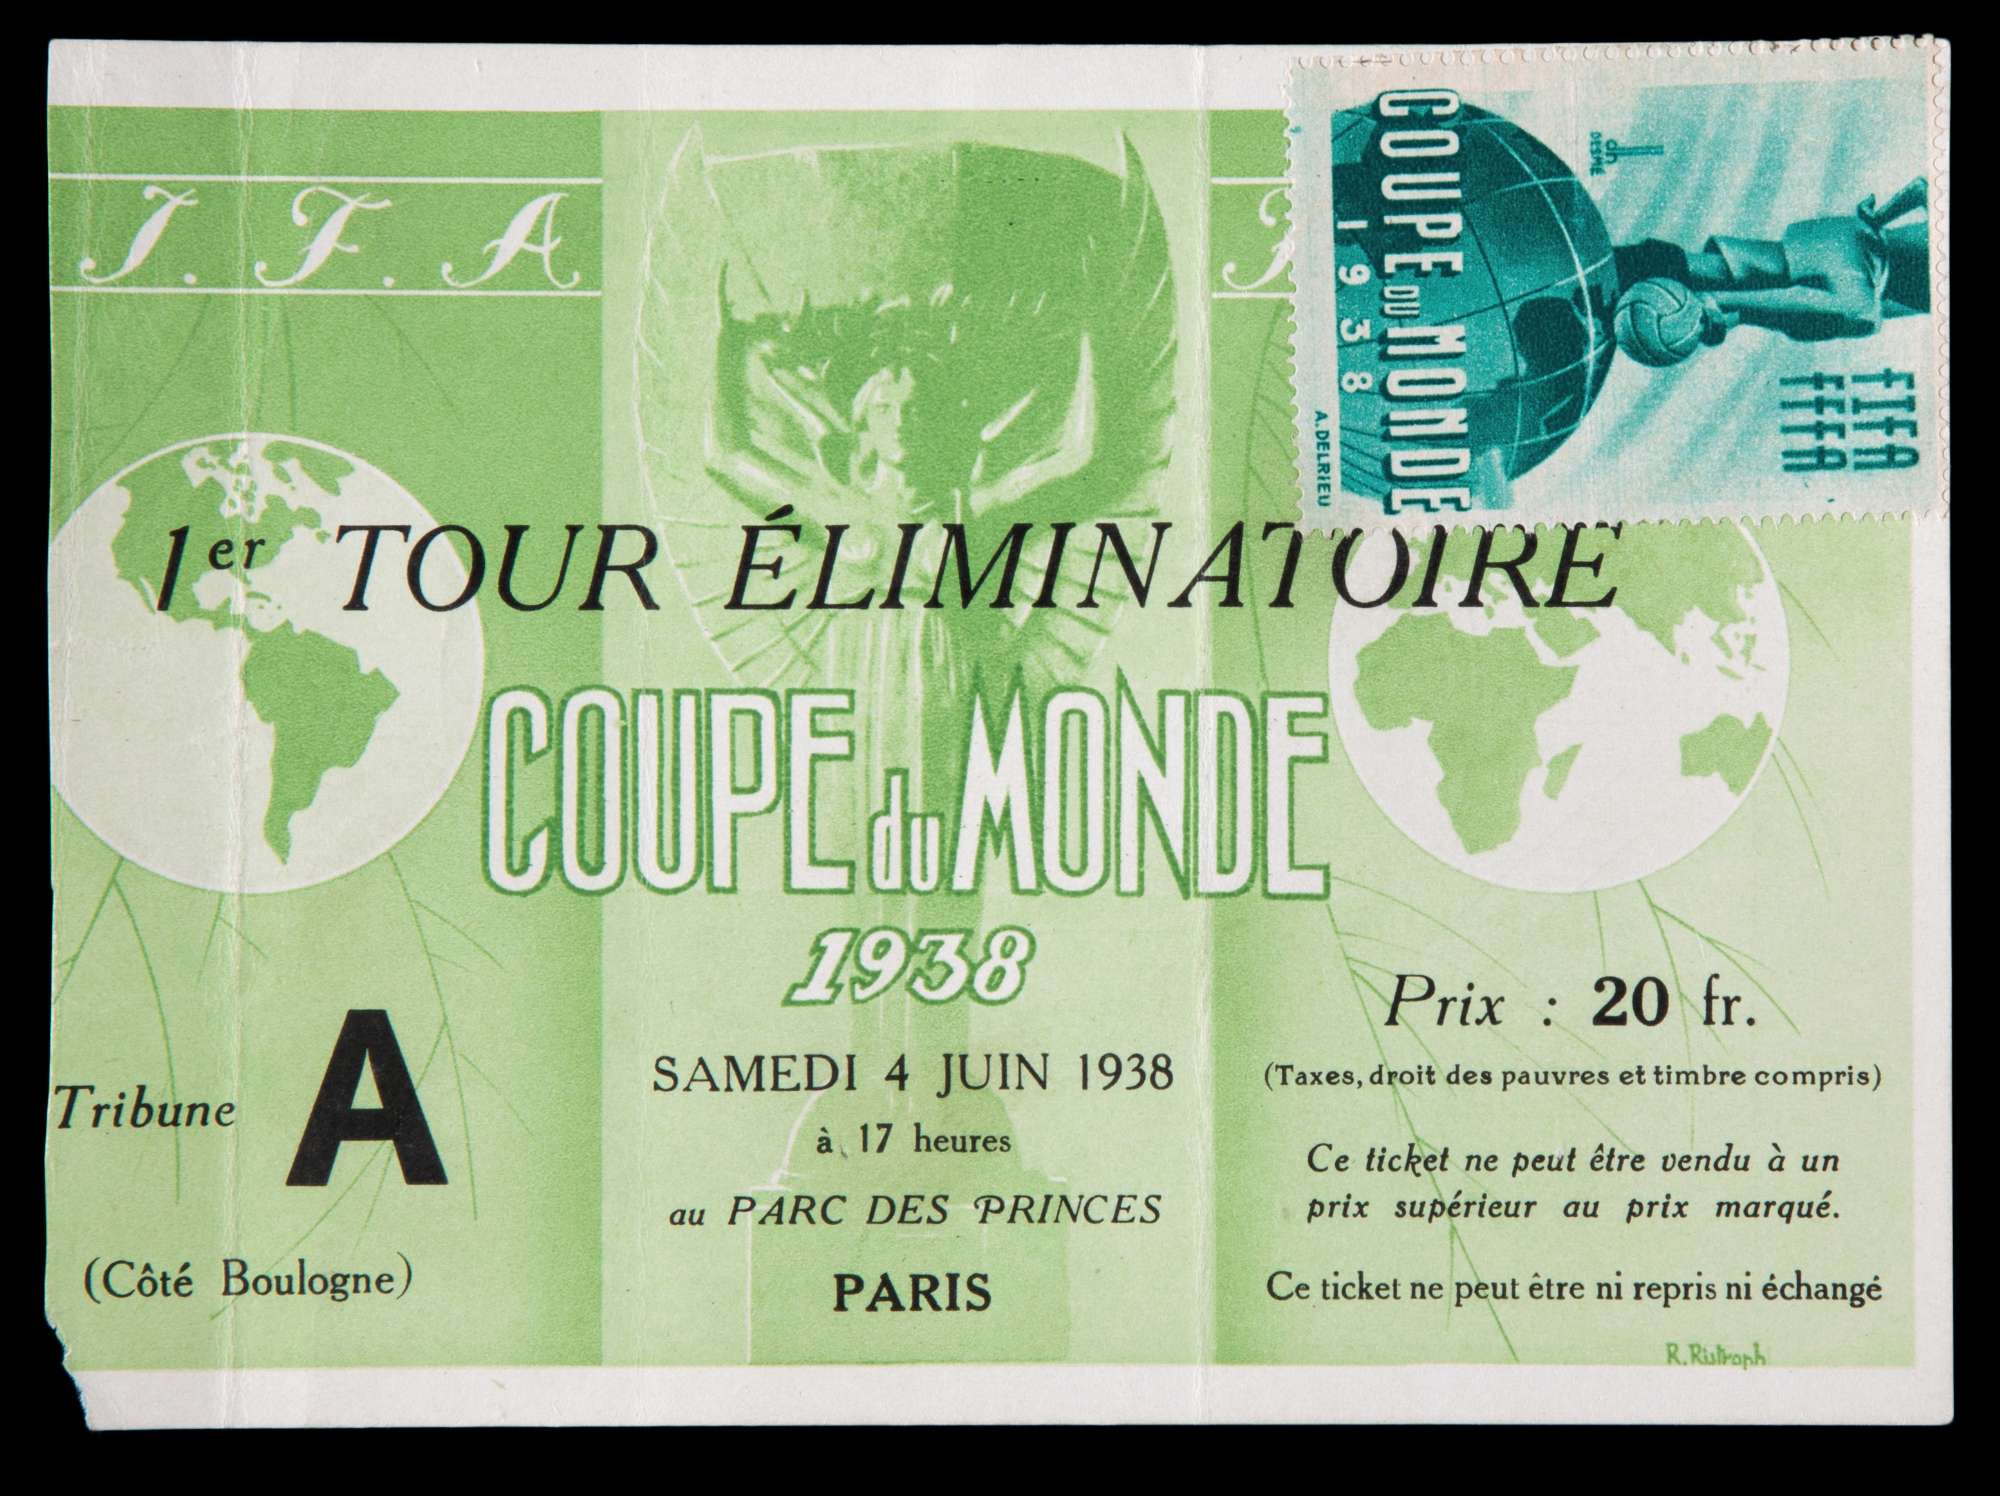 I. F. A
1er TOUR ÉLIMINATOIRE
COUPE du MONDE
1938
SAMEDI 4 JUIN 1938
à 17 heures
au PARC DES PRINCES
PARIS
Tribune A
(Côté Boulogne)
Prix : 20 fr.
(Taxes, droit des pauvres et timbre compris)
Ce ticket ne peut être vendu à un
prix supérieur au prix marqué.
Ce ticket ne peut être ni repris ni échangé
R. Ristroph
FIFA
FFFA
COUPE DU MONDE
1938
A. DELRIEU